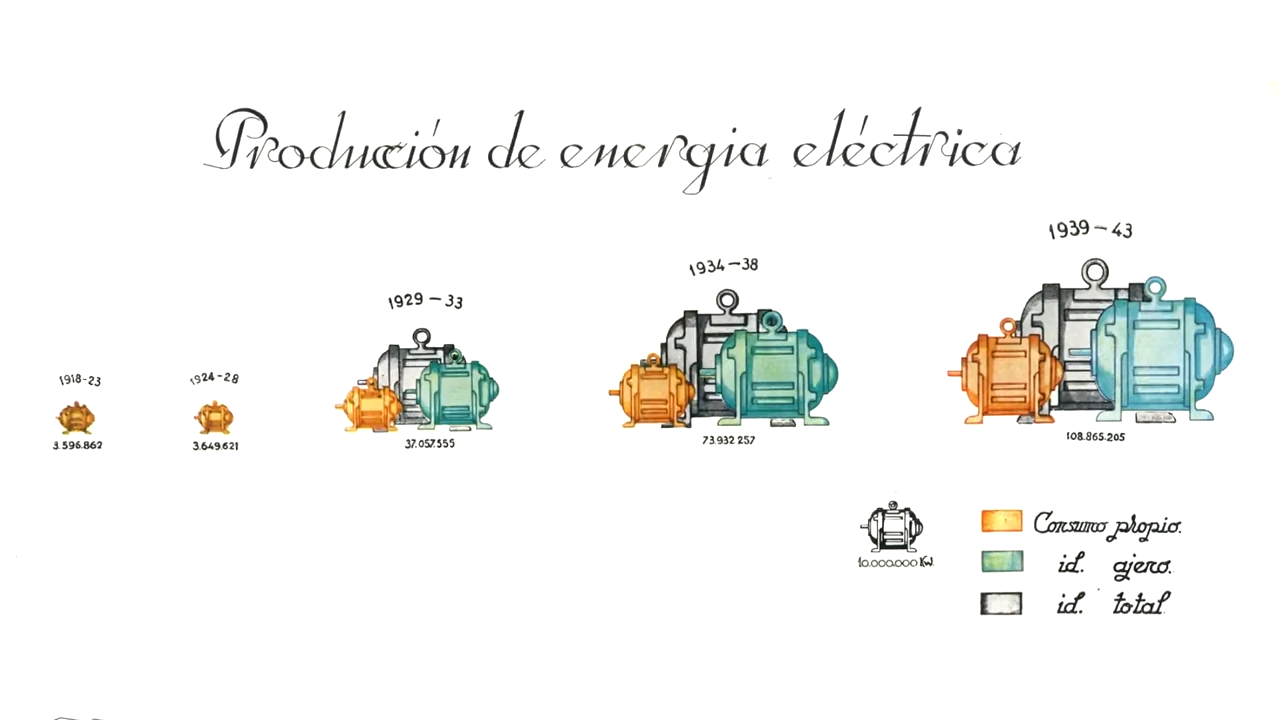 Producción de energia eléctrica
1918-23
3.596.862
1924-28
3.649.621
1929-33
37.057.555
1934-38
73.932.257
1939-43
108.865.205
10.000.000 Kw.
Consumo propio.
id. ajeno.
id. total